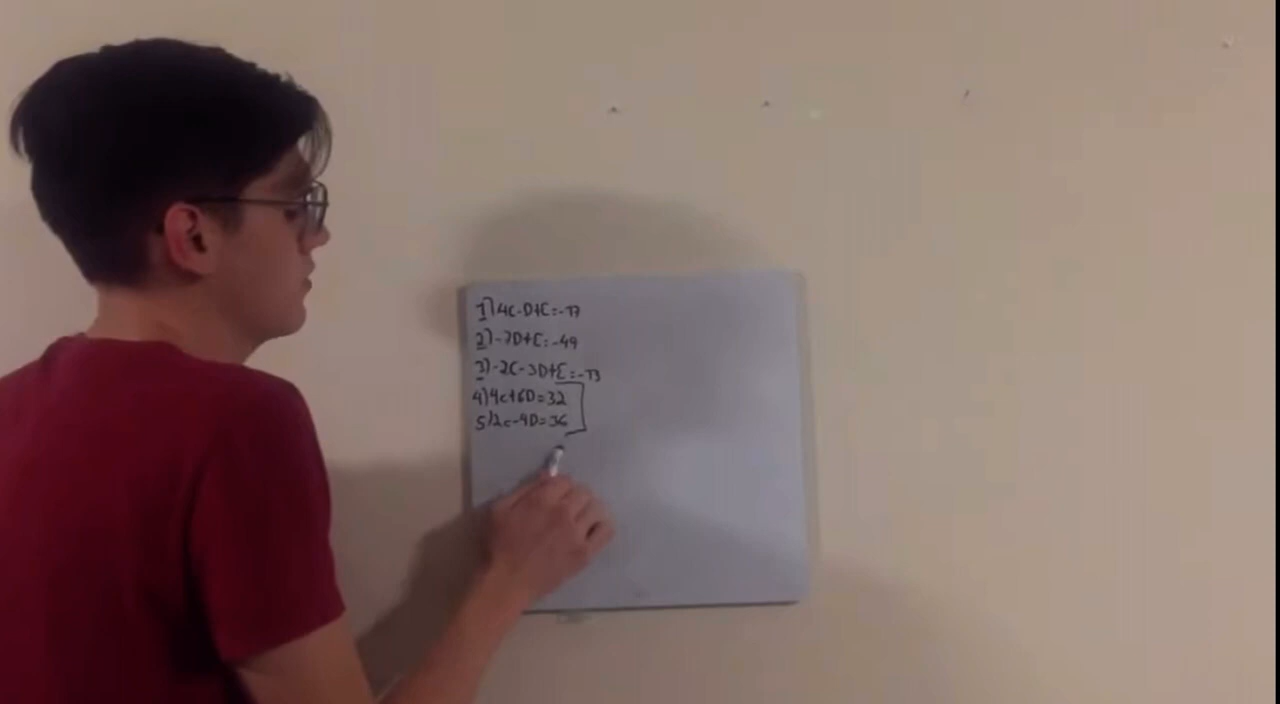 1) 4C-D+E=-17
2) -7D+E=-49
3) -2C-3D+E=-13
4) 4C+6D=32
5) 2C-4D=36